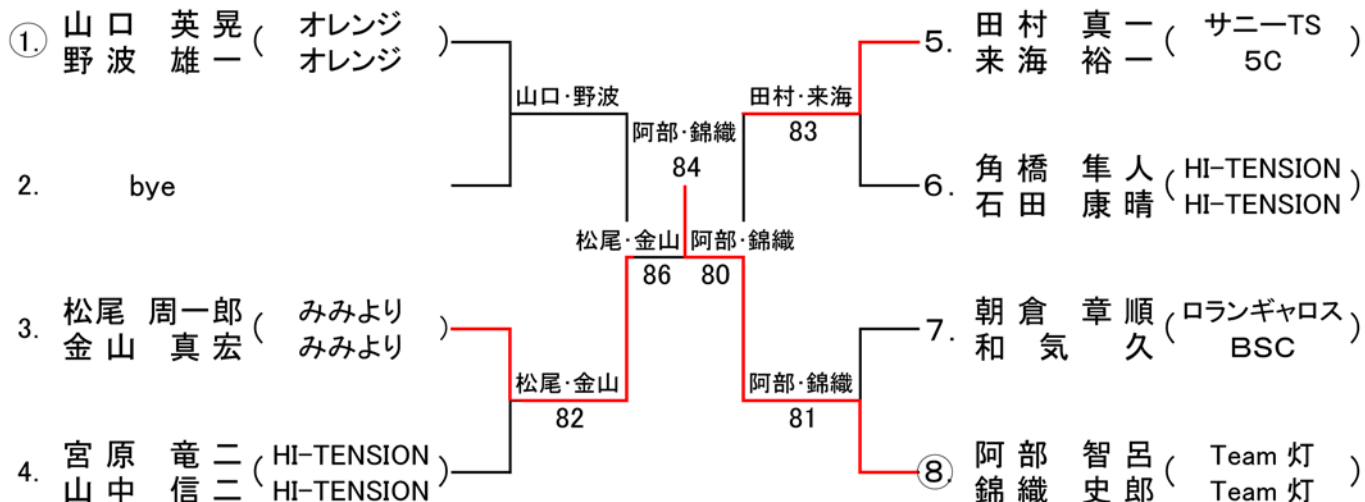 ①. 山口 英晃 ( オレンジ )
野波 雄一 ( オレンジ )
2. bye
3. 松尾 周一郎 ( みみより )
金山 真宏 ( みみより )
4. 宮原 竜二 ( HI-TENSION )
山中 信二 ( HI-TENSION )
山口・野波
松尾・金山
82
松尾・金山
86
阿部・錦織
84
阿部・錦織
80
田村・来海
83
阿部・錦織
81
5. 田村 真一 ( サニーTS )
来海 裕一 ( 5C )
6. 角橋 隼人 ( HI-TENSION )
石田 康晴 ( HI-TENSION )
7. 朝倉 章順 ( ロランギャロス )
和気 久 ( BSC )
⑧. 阿部 智呂 ( Team 灯 )
錦織 史郎 ( Team 灯 )